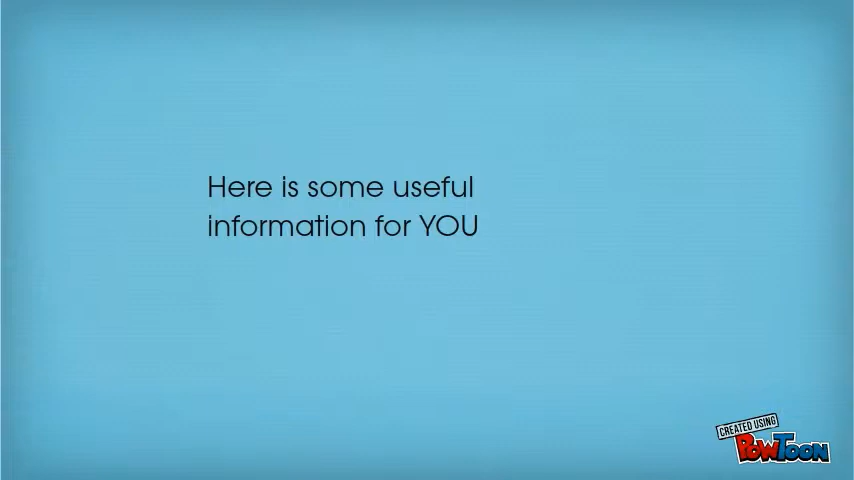 Here is some useful
information for YOU
CREATED USING
POWTOON